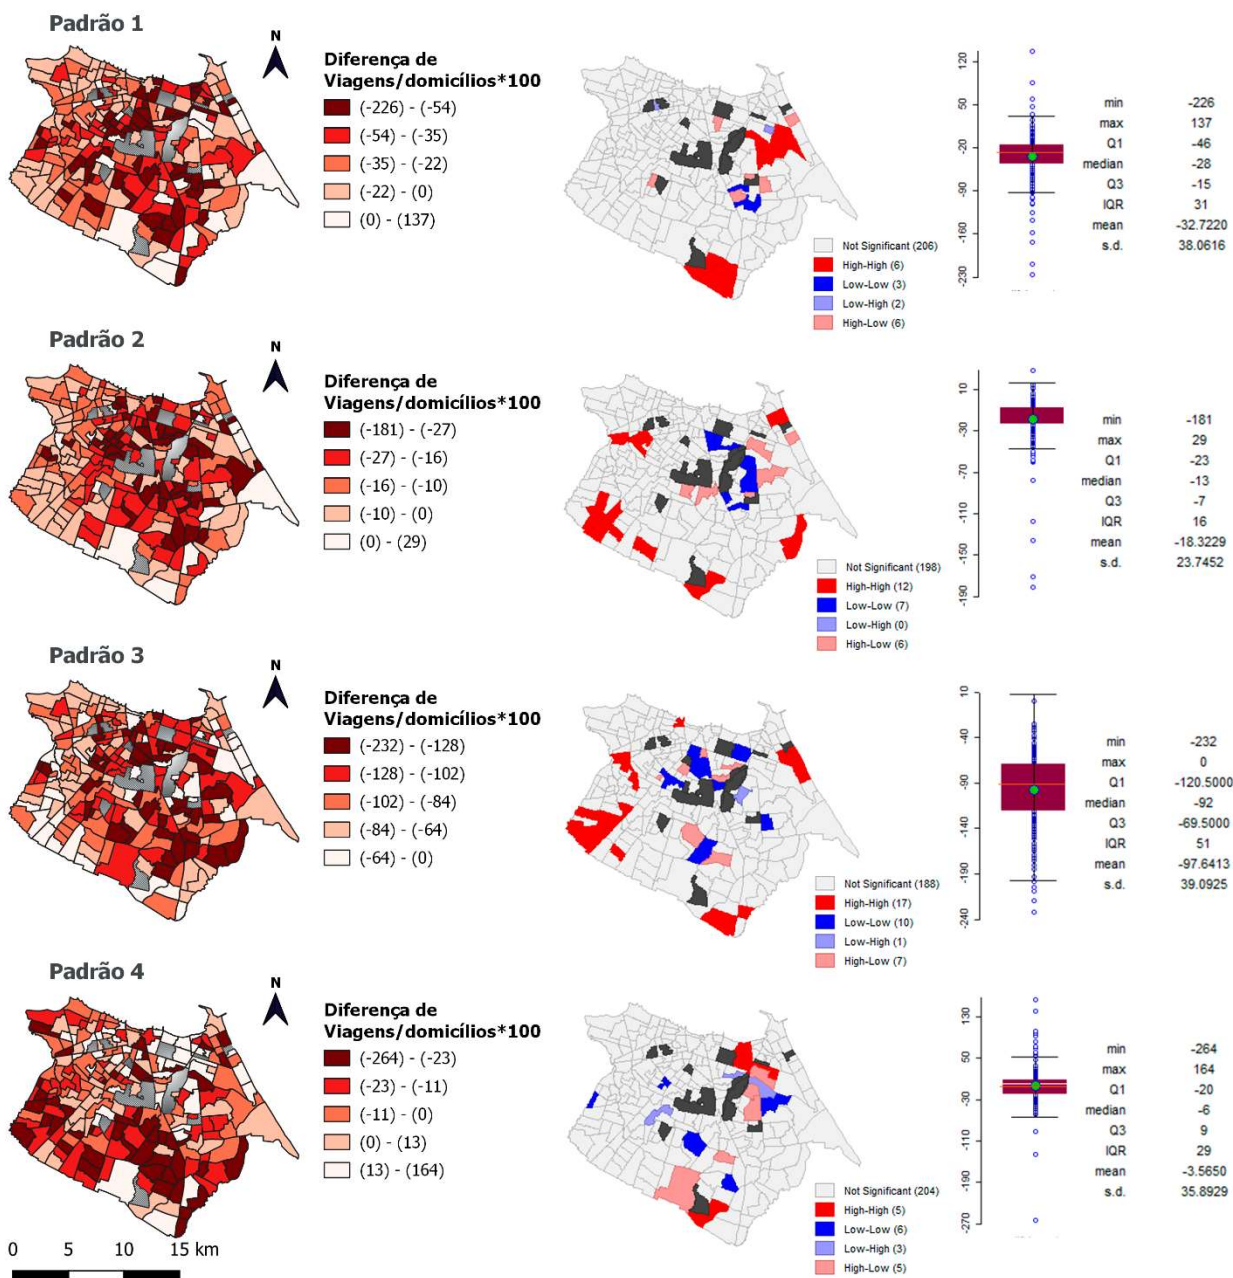 Padrão 1
N
Diferença de
Viagens/domicílios*100
(-226) - (-54)
(-54) - (-35)
(-35) - (-22)
(-22) - (0)
(0) - (137)
Not Significant (206)
High-High (6)
Low-Low (3)
Low-High (2)
High-Low (6)
120
50
-20
-90
-160
-230
min -226
max 137
Q1 -46
median -28
Q3 -15
IQR 31
mean -32.7220
s.d. 38.0616
Padrão 2
N
Diferença de
Viagens/domicílios*100
(-181) - (-27)
(-27) - (-16)
(-16) - (-10)
(-10) - (0)
(0) - (29)
Not Significant (198)
High-High (12)
Low-Low (7)
Low-High (0)
High-Low (6)
10
-30
-70
-110
-150
-190
min -181
max 29
Q1 -23
median -13
Q3 -7
IQR 16
mean -18.3229
s.d. 23.7452
Padrão 3
N
Diferença de
Viagens/domicílios*100
(-232) - (-128)
(-128) - (-102)
(-102) - (-84)
(-84) - (-64)
(-64) - (0)
Not Significant (188)
High-High (17)
Low-Low (10)
Low-High (1)
High-Low (7)
10
-40
-90
-140
-190
-240
min -232
max 0
Q1 -120.5000
median -92
Q3 -69.5000
IQR 51
mean -97.6413
s.d. 39.0925
Padrão 4
N
Diferença de
Viagens/domicílios*100
(-264) - (-23)
(-23) - (-11)
(-11) - (0)
(0) - (13)
(13) - (164)
Not Significant (204)
High-High (5)
Low-Low (6)
Low-High (3)
High-Low (5)
130
50
-30
-110
-190
-270
min -264
max 164
Q1 -20
median -6
Q3 9
IQR 29
mean -3.5650
s.d. 35.8929
0 5 10 15 km